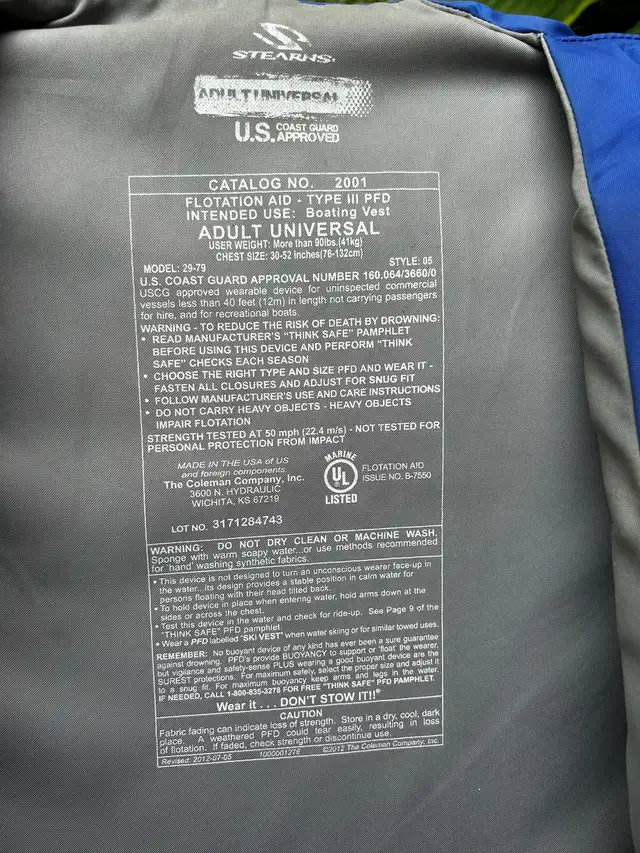 STEARNS
ADULT UNIVERSAL
U.S. COAST GUARD APPROVED
CATALOG NO. 2001
FLOTATION AID - TYPE III PFD
INTENDED USE: Boating Vest
ADULT UNIVERSAL
USER WEIGHT: More than 90lbs.(41kg)
CHEST SIZE: 30-52 inches(76-132cm)
MODEL: 29-79 STYLE: 05
U.S. COAST GUARD APPROVAL NUMBER 160.064/3660/0
USCG approved wearable device for uninspected commercial
vessels less than 40 feet (12m) in length not carrying passengers
for hire, and for recreational boats.
WARNING - TO REDUCE THE RISK OF DEATH BY DROWNING:
• READ MANUFACTURER'S "THINK SAFE" PAMPHLET
BEFORE USING THIS DEVICE AND PERFORM "THINK
SAFE" CHECKS EACH SEASON
• CHOOSE THE RIGHT TYPE AND SIZE PFD AND WEAR IT -
FASTEN ALL CLOSURES AND ADJUST FOR SNUG FIT
• FOLLOW MANUFACTURER'S USE AND CARE INSTRUCTIONS
• DO NOT CARRY HEAVY OBJECTS - HEAVY OBJECTS
IMPAIR FLOTATION
STRENGTH TESTED AT 50 mph (22.4 m/s) - NOT TESTED FOR
PERSONAL PROTECTION FROM IMPACT
MADE IN THE USA of US
and foreign components
The Coleman Company, Inc.
3600 N. HYDRAULIC
WICHITA, KS 67219
MARINE
UL
LISTED
FLOTATION AID
ISSUE NO. B-7550
LOT NO. 3171284743
WARNING: DO NOT DRY CLEAN OR MACHINE WASH.
Sponge with warm soapy water...or use methods recommended
for 'hand' washing synthetic fabrics.
• This device is not designed to turn an unconscious wearer face-up in
the water...its design provides a stable position in calm water for
persons floating with their head tilted back.
• To hold device in place when entering water, hold arms down at the
sides or across the chest.
• Test this device in the water and check for ride-up. See Page 9 of the
"THINK SAFE" PFD pamphlet.
• Wear a PFD labelled "SKI VEST" when water skiing or for similar towed uses.
REMEMBER: No buoyant device of any kind has ever been a sure guarantee
against drowning. PFD's provide BUOYANCY to support or 'float' the wearer,
but vigilance and safety-sense PLUS wearing a good buoyant device are the
SUREST protections. For maximum safety, select the proper size and adjust it
to a snug fit. For maximum buoyancy keep arms and legs in the water.
IF NEEDED, CALL 1-800-835-3278 FOR FREE "THINK SAFE" PFD PAMPHLET.
Wear it . . . DON'T STOW IT!!®
CAUTION
Fabric fading can indicate loss of strength. Store in a dry, cool, dark
place. A weathered PFD could tear easily, resulting in loss
of flotation. If faded, check strength or discontinue use.
Revised: 2012-07-05 1000001276 ©2012 The Coleman Company, Inc.